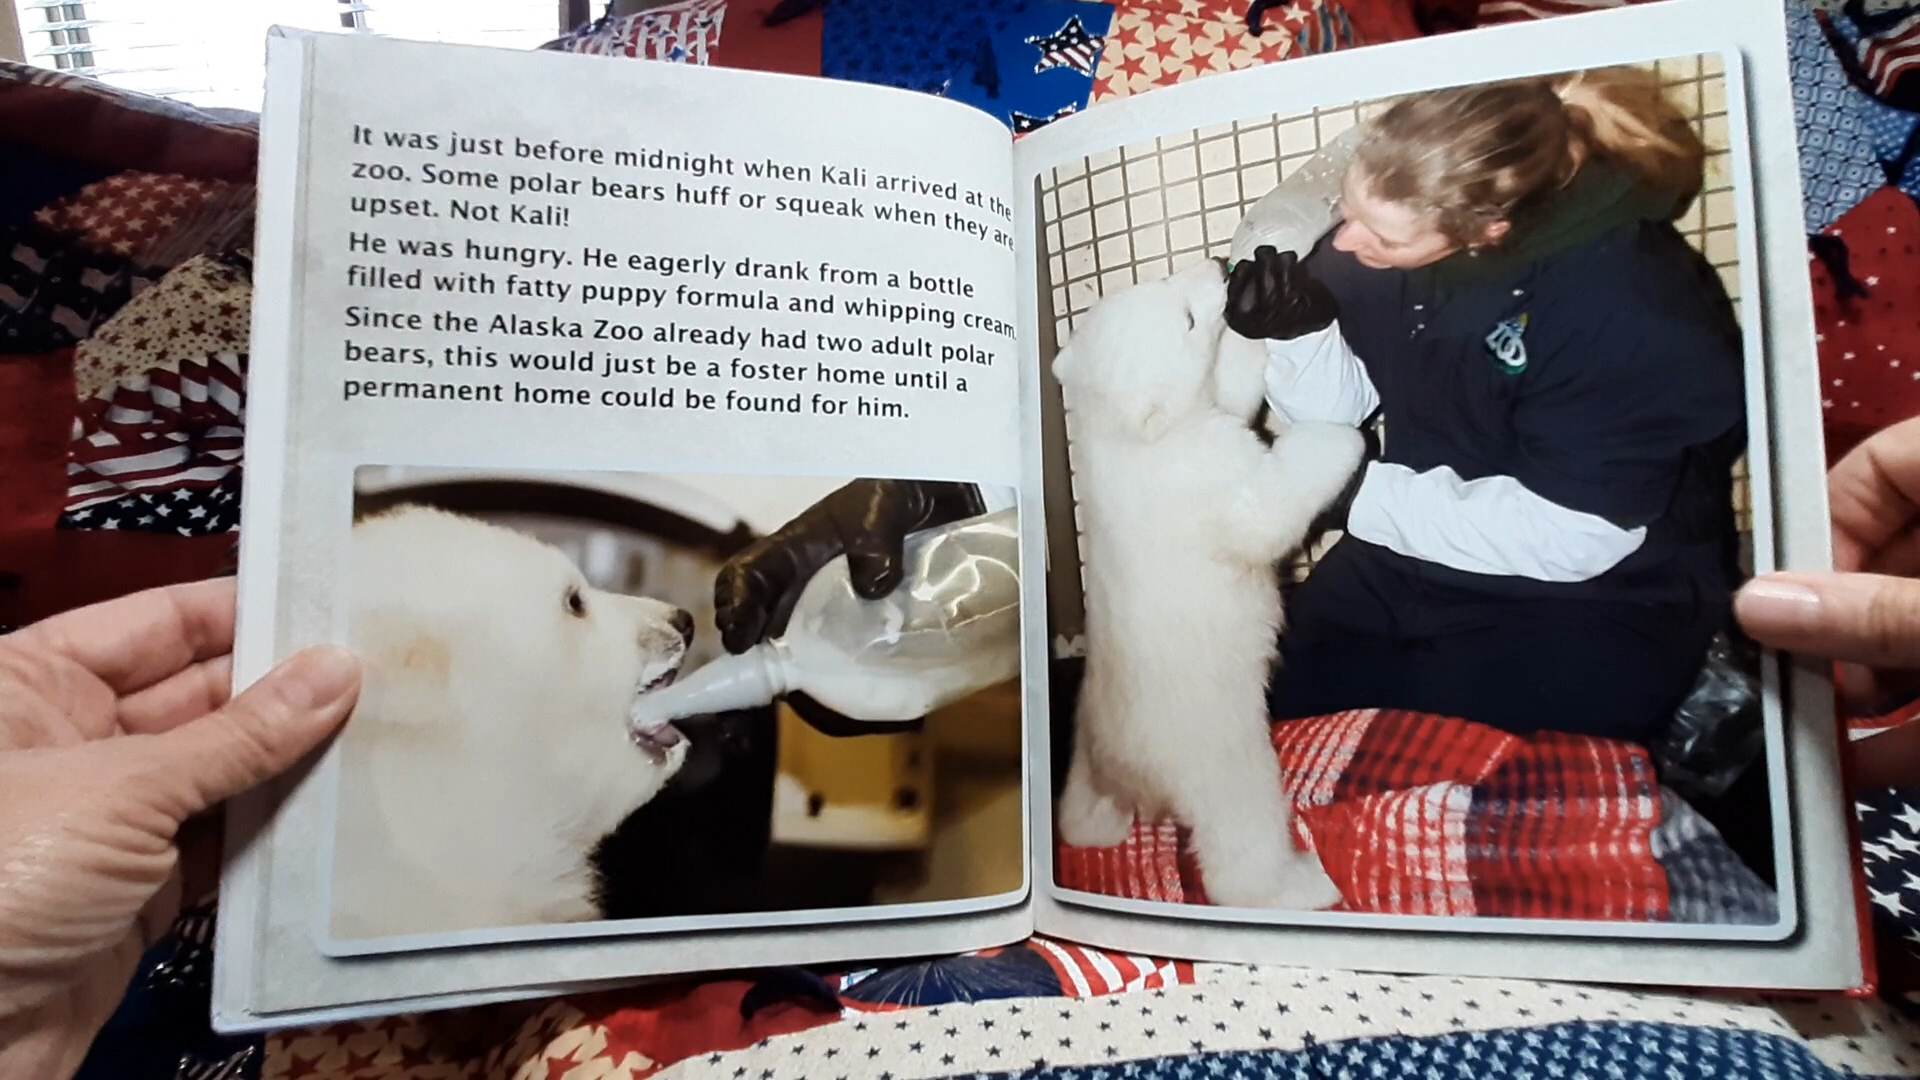 It was just before midnight when Kali arrived at the
zoo. Some polar bears huff or squeak when they are
upset. Not Kali!
He was hungry. He eagerly drank from a bottle
filled with fatty puppy formula and whipping cream.
Since the Alaska Zoo already had two adult polar
bears, this would just be a foster home until a
permanent home could be found for him.
ZOO